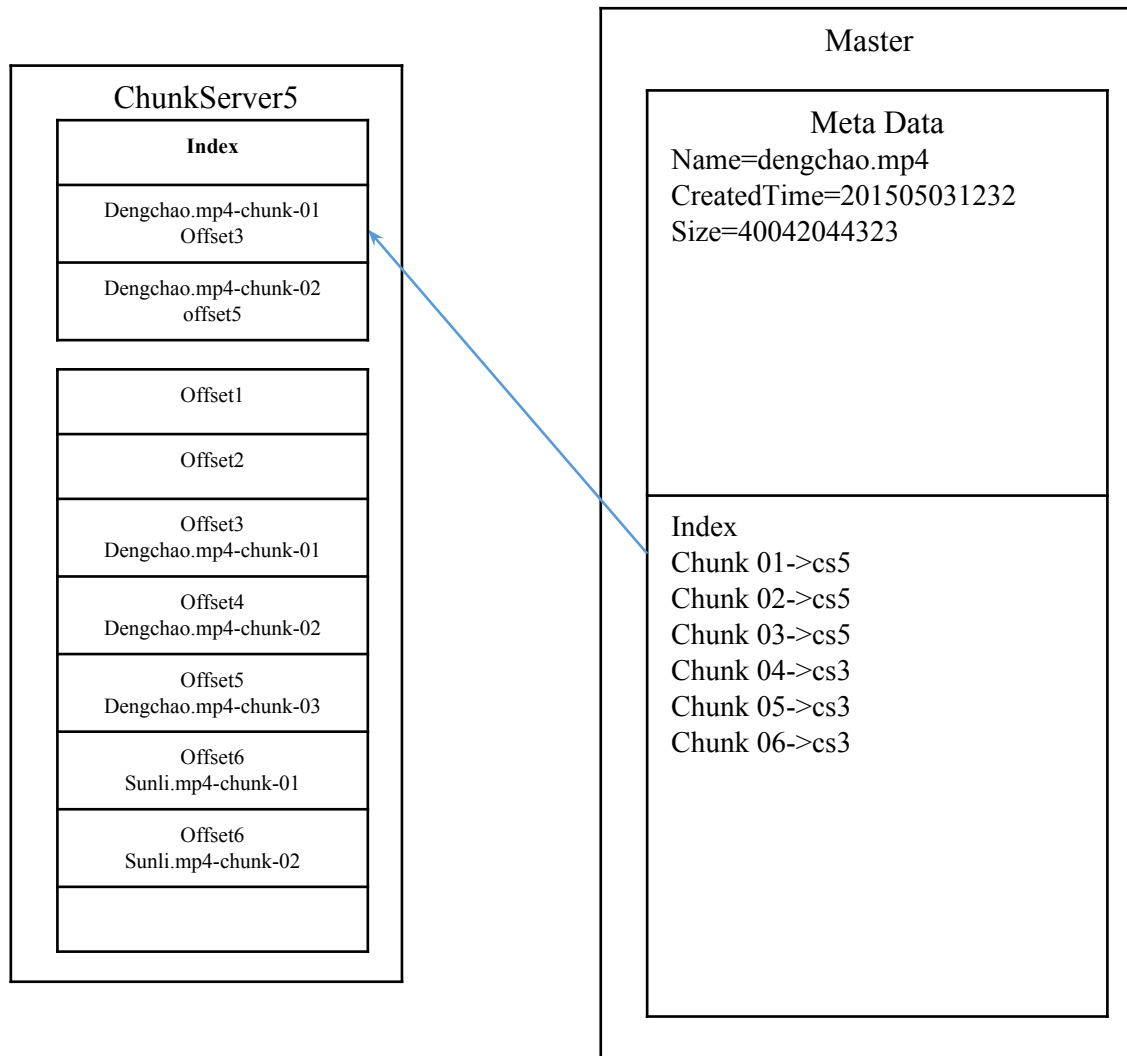 ChunkServer5
Index
Dengchao.mp4-chunk-01
Offset3
Dengchao.mp4-chunk-02
offset5
Offset1
Offset2
Offset3
Dengchao.mp4-chunk-01
Offset4
Dengchao.mp4-chunk-02
Offset5
Dengchao.mp4-chunk-03
Offset6
Sunli.mp4-chunk-01
Offset6
Sunli.mp4-chunk-02
Master
Meta Data
Name=dengchao.mp4
CreatedTime=201505031232
Size=40042044323
Index
Chunk 01->cs5
Chunk 02->cs5
Chunk 03->cs5
Chunk 04->cs3
Chunk 05->cs3
Chunk 06->cs3